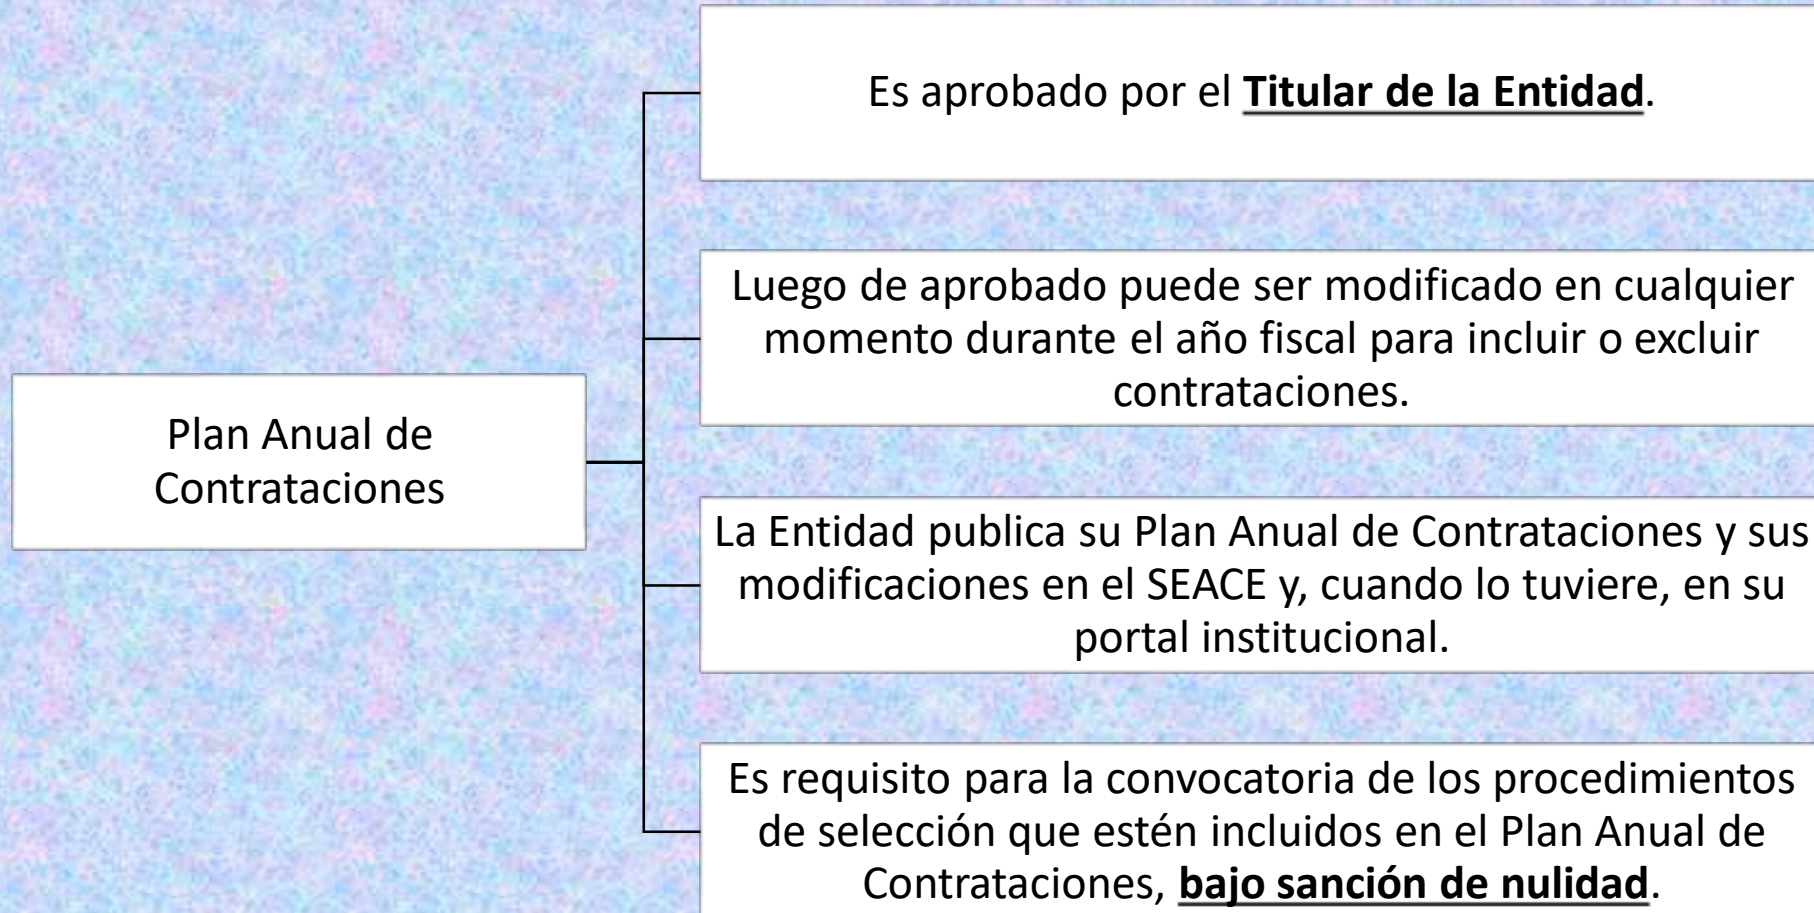 Es aprobado por el Titular de la Entidad.
Luego de aprobado puede ser modificado en cualquier
momento durante el año fiscal para incluir o excluir
contrataciones.
Plan Anual de
Contrataciones
La Entidad publica su Plan Anual de Contrataciones y sus
modificaciones en el SEACE y, cuando lo tuviere, en su
portal institucional.
Es requisito para la convocatoria de los procedimientos
de selección que estén incluidos en el Plan Anual de
Contrataciones, bajo sanción de nulidad.